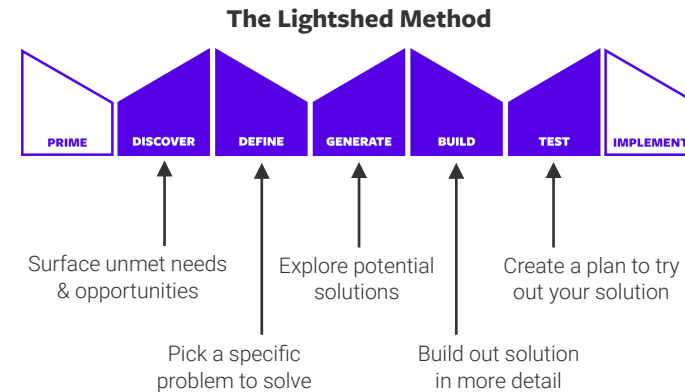 The Lightshed Method
PRIME
DISCOVER
DEFINE
GENERATE
BUILD
TEST
IMPLEMENT
Surface unmet needs
& opportunities
Explore potential
solutions
Create a plan to try
out your solution
Pick a specific
problem to solve
Build out solution
in more detail